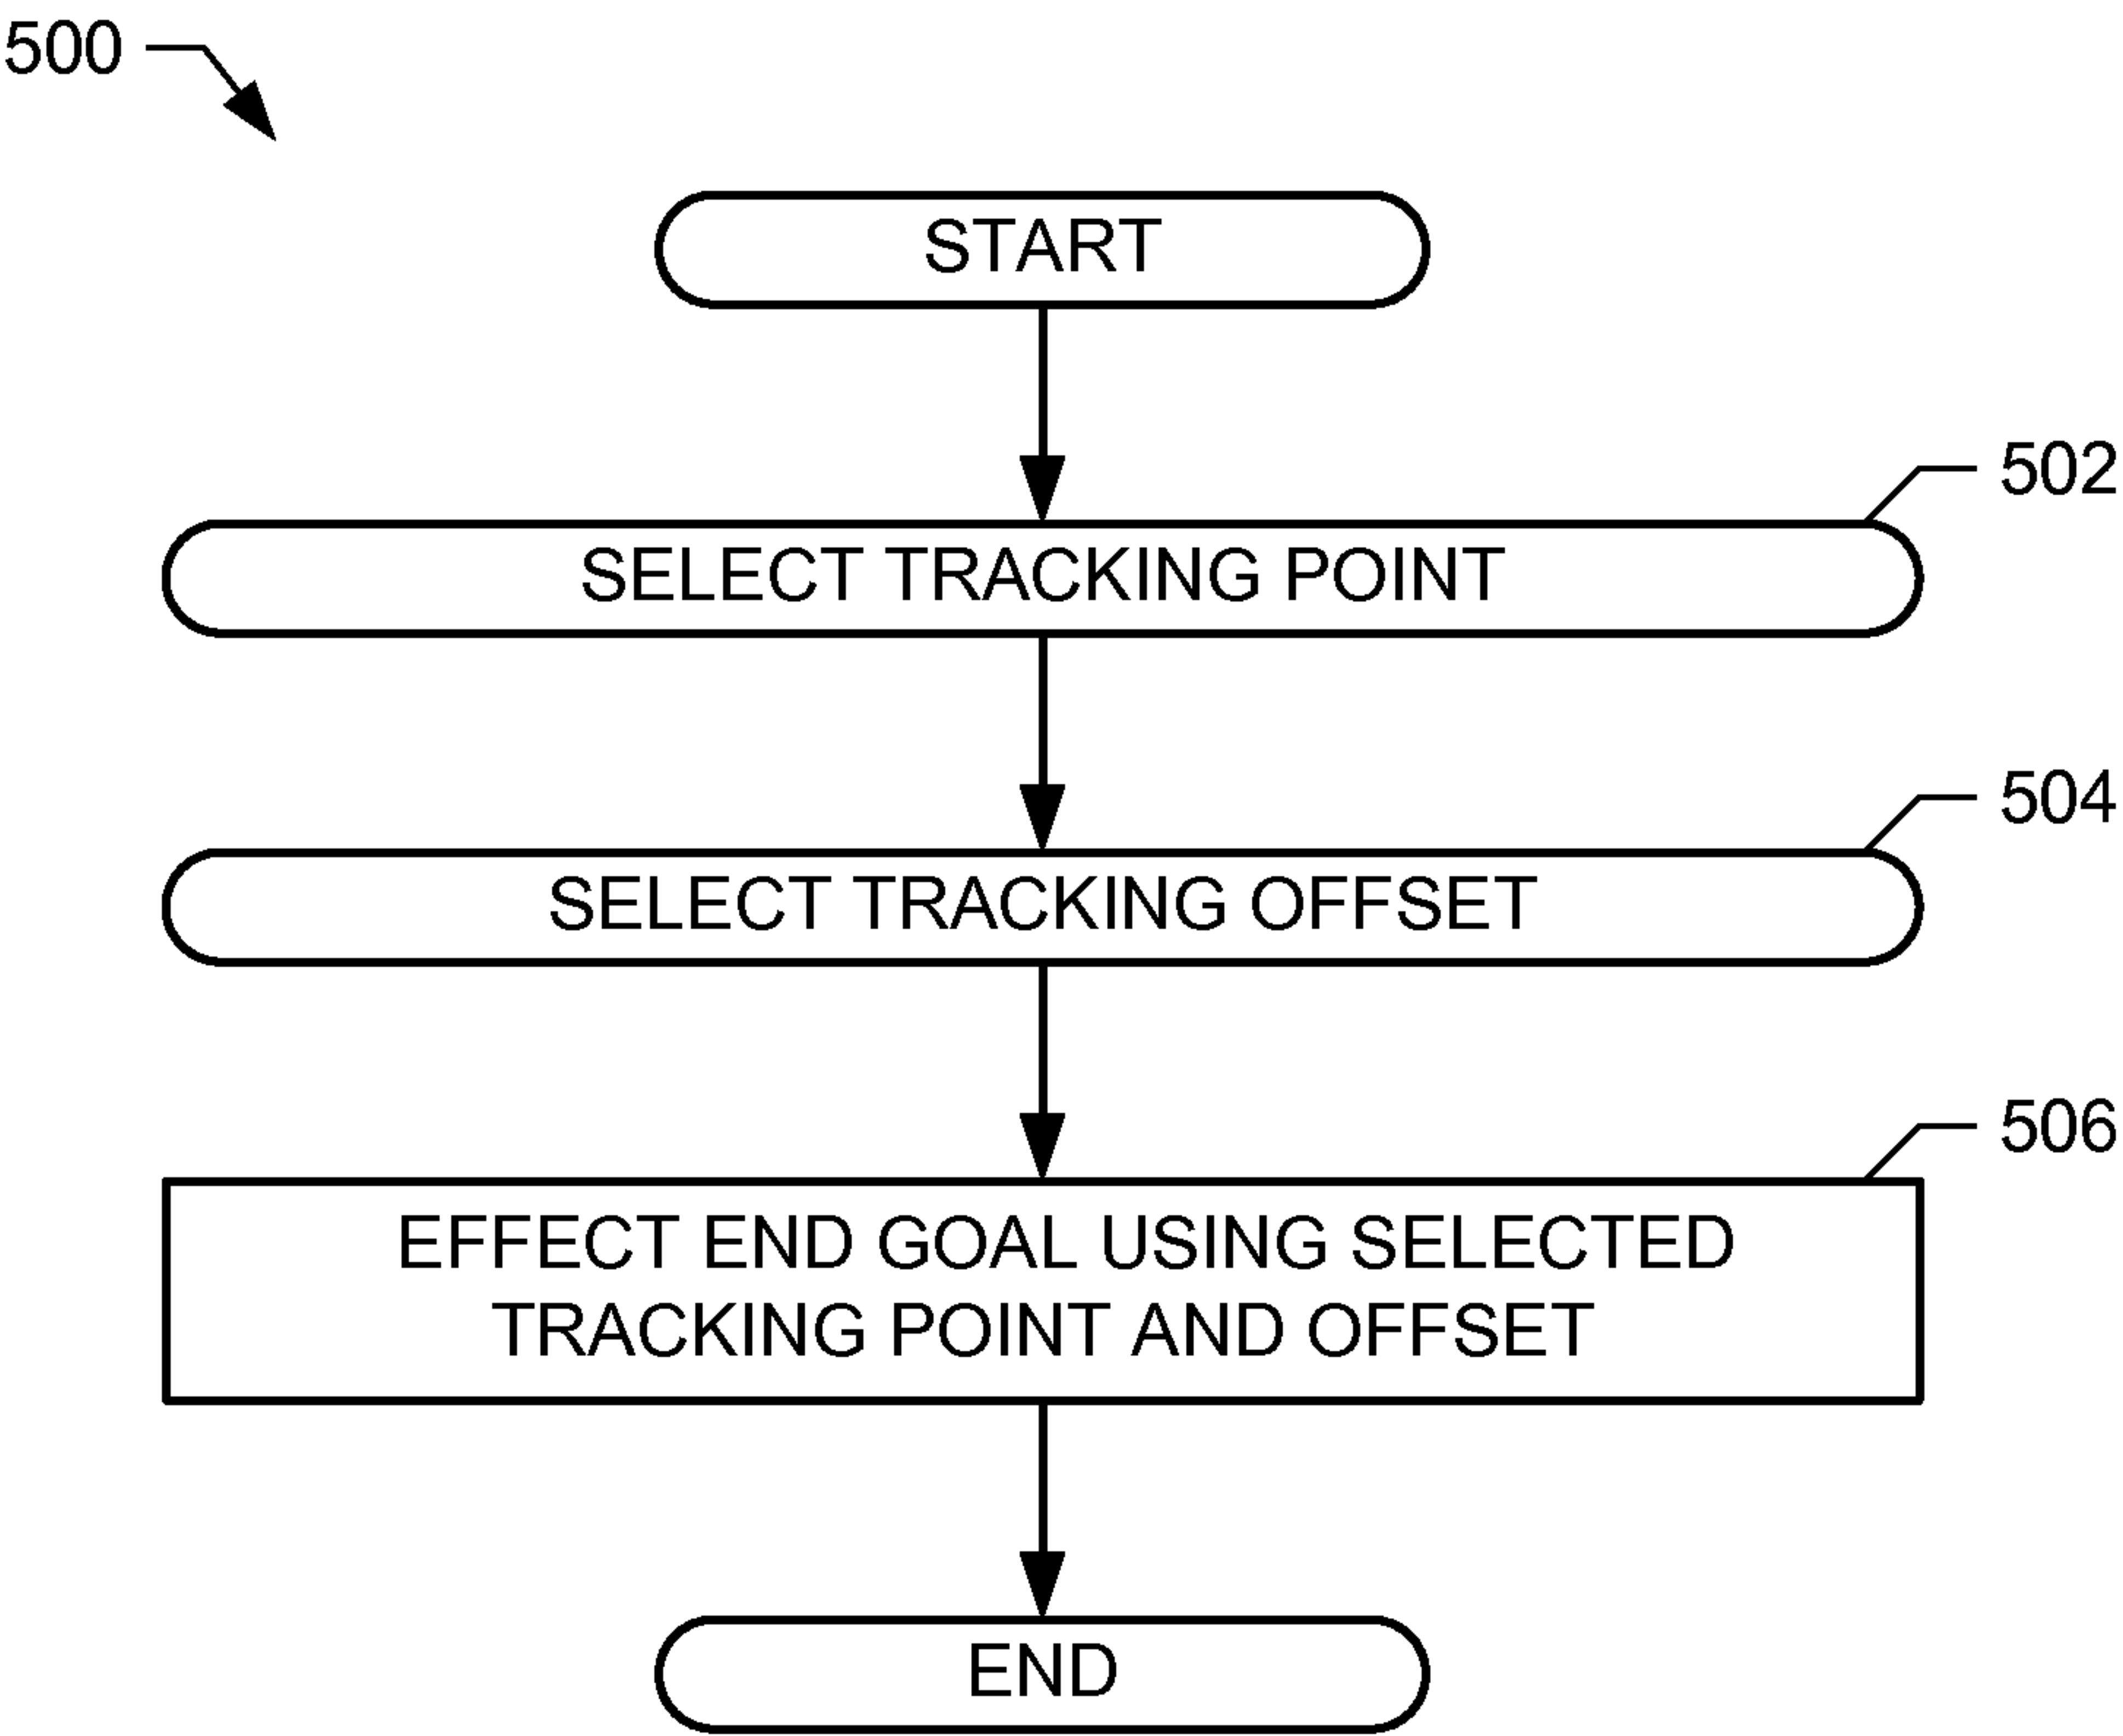 500
START
502
SELECT TRACKING POINT
504
SELECT TRACKING OFFSET
506
EFFECT END GOAL USING SELECTED
TRACKING POINT AND OFFSET
END